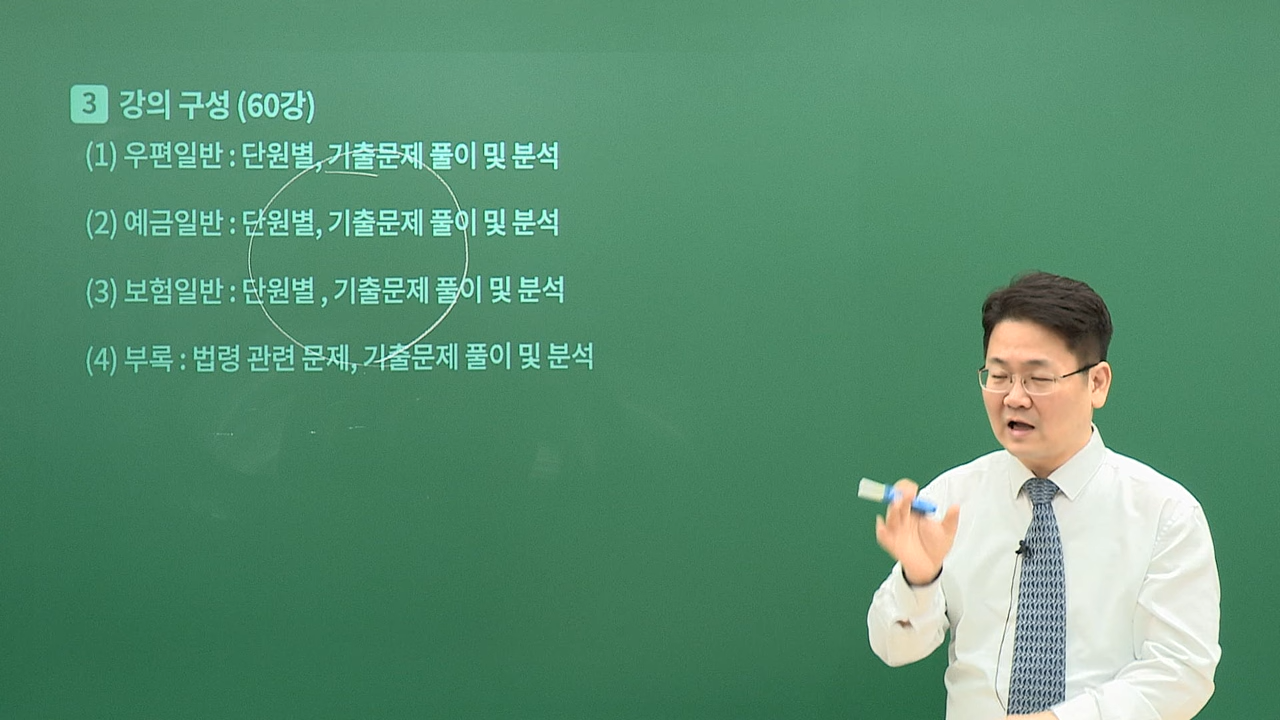 3 강의 구성 (60강)
(1) 우편일반 : 단원별, 기출문제 풀이 및 분석
(2) 예금일반 : 단원별, 기출문제 풀이 및 분석
(3) 보험일반 : 단원별 , 기출문제 풀이 및 분석
(4) 부록 : 법령 관련 문제, 기출문제 풀이 및 분석